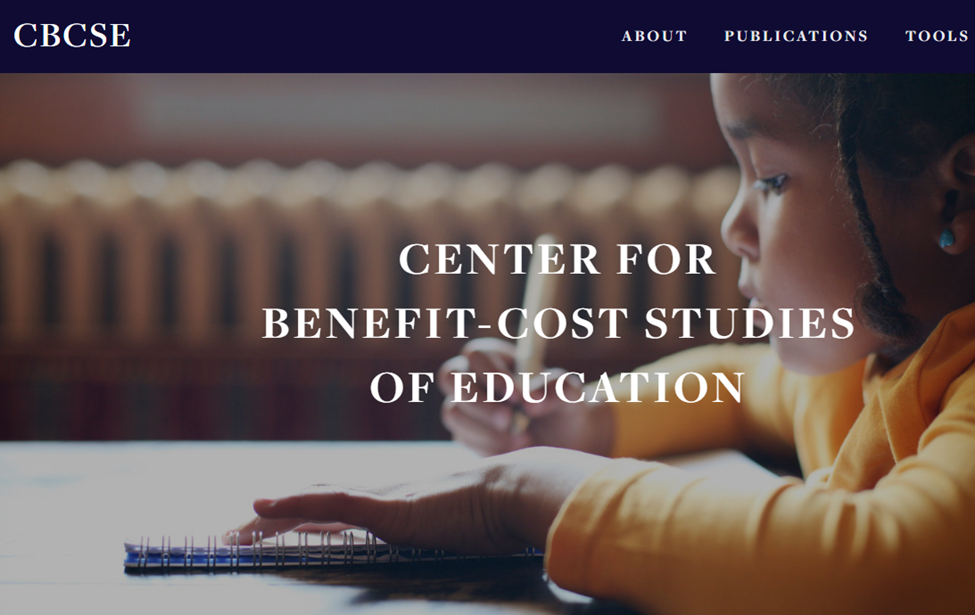 CBCSE
ABOUT PUBLICATIONS TOOLS
CENTER FOR
BENEFIT-COST STUDIES
OF EDUCATION